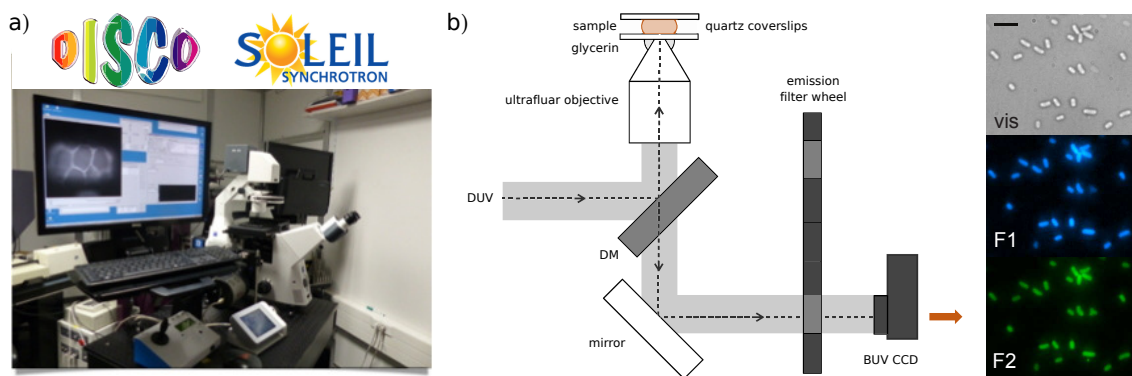 a)
DISCO
SOLEIL
SYNCHROTRON
b)
sample
quartz coverslips
glycerin
ultrafluar objective
emission
filter wheel
DUV
DM
mirror
BUV CCD
vis
F1
F2